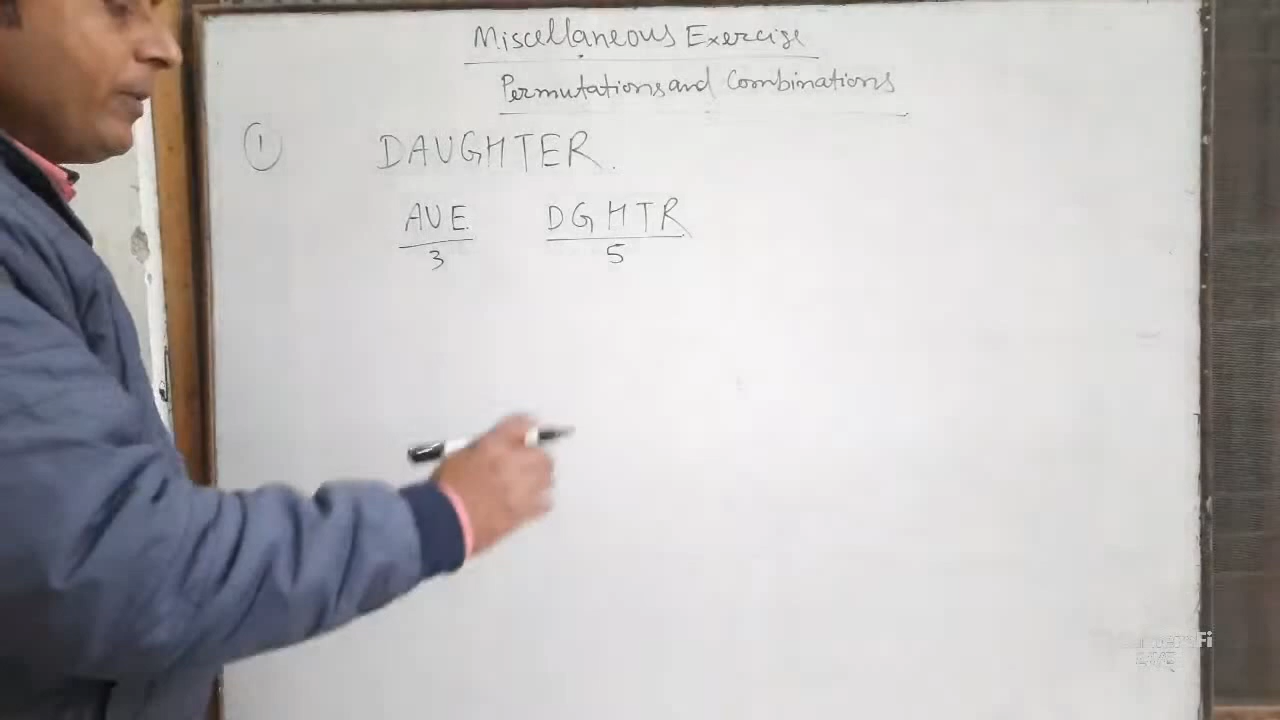 Miscellaneous Exercise
Permutations and Combinations
1 DAUGHTER.
AUE DGHTR
3 5